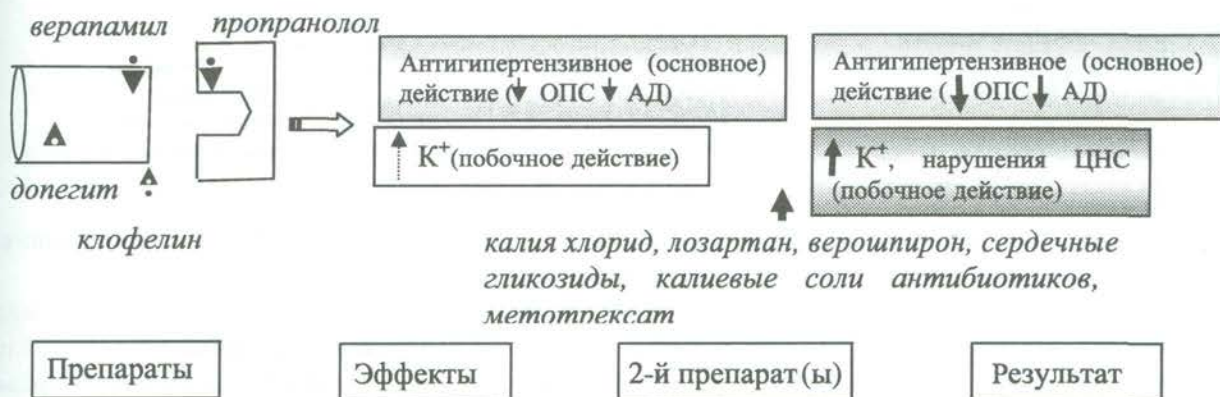 верапамил
пропранолол
допегит
клофелин
Антигипертензивное (основное)
действие (↓ ОПС ↓ АД)
↑ К⁺(побочное действие)
Антигипертензивное (основное)
действие (↓ ОПС ↓ АД)
↑ К⁺, нарушения ЦНС
(побочное действие)
калия хлорид, лозартан, верошпирон, сердечные
гликозиды, калиевые соли антибиотиков,
метотрексат
Препараты
Эффекты
2-й препарат (ы)
Результат